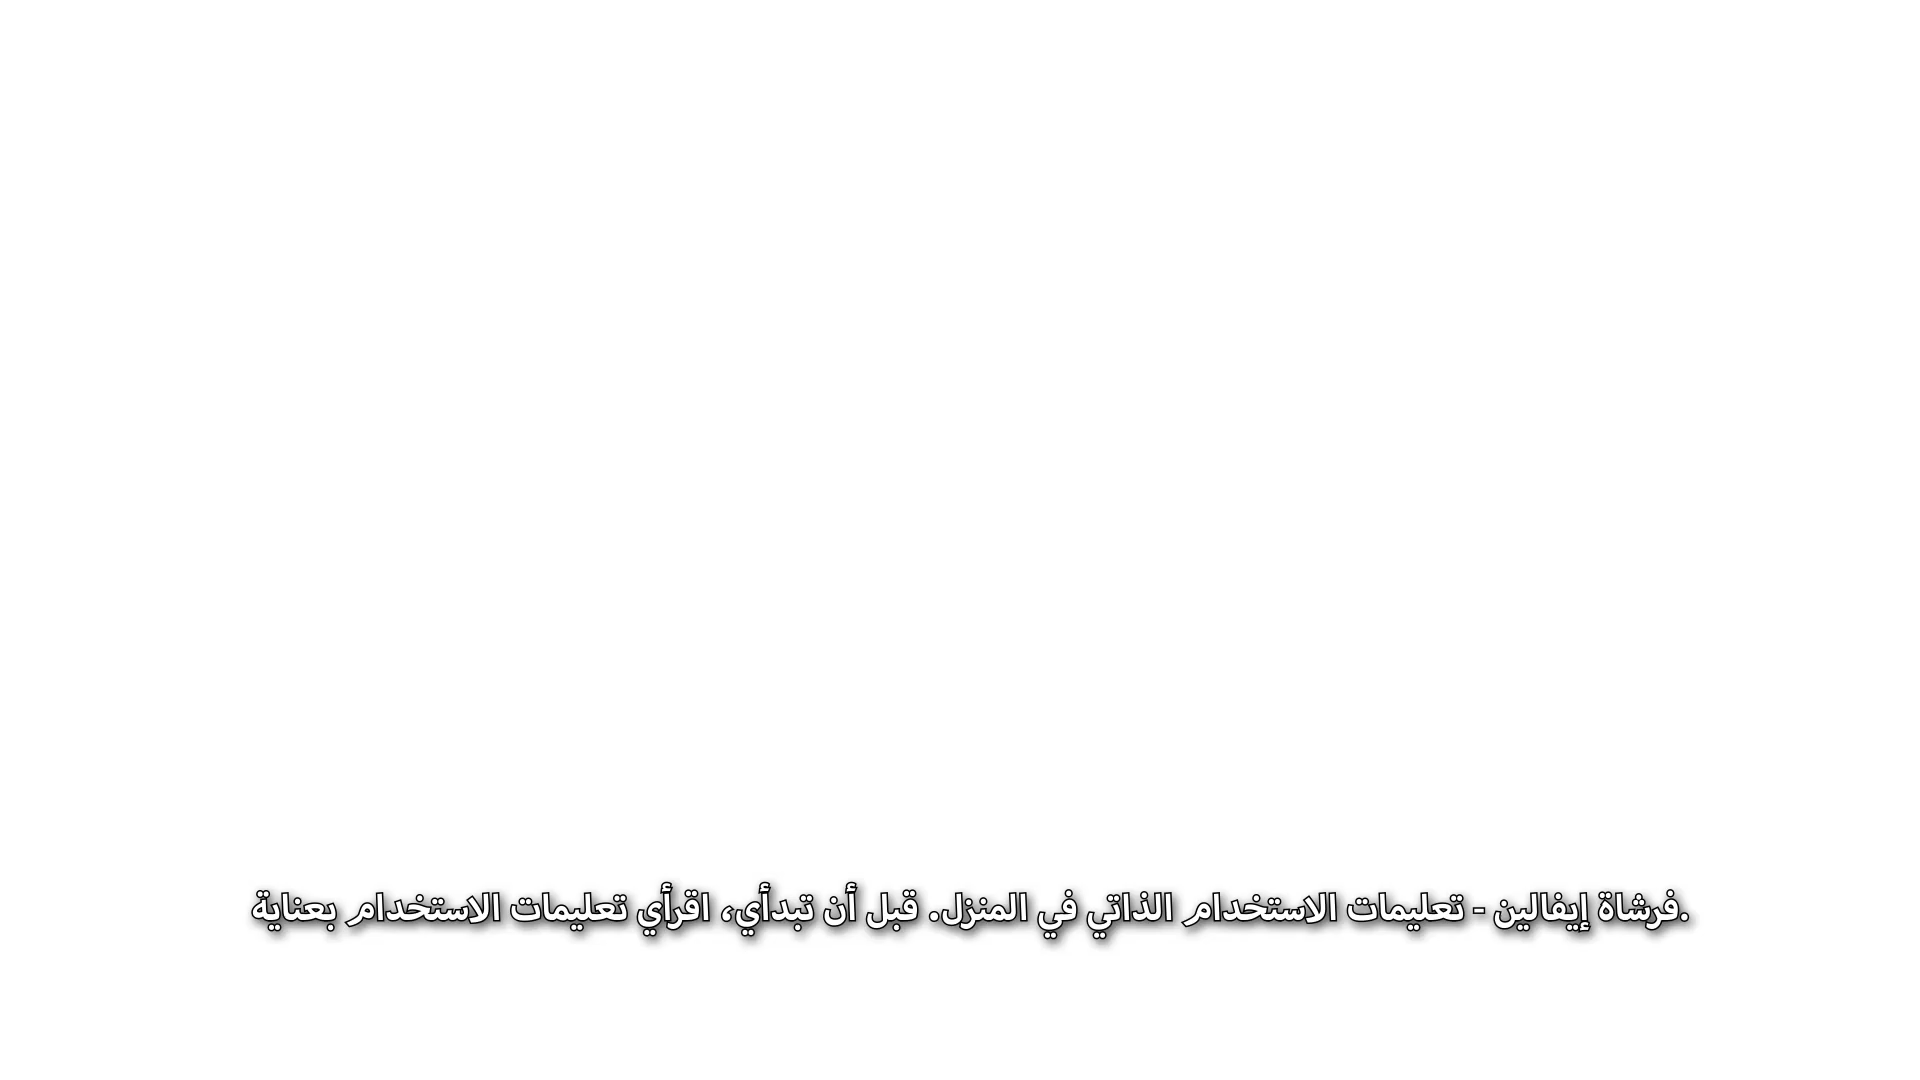 فرشاة إيفالين - تعليمات الاستخدام الذاتي في المنزل. قبل أن تبدأي، اقرأي تعليمات الاستخدام بعناية.